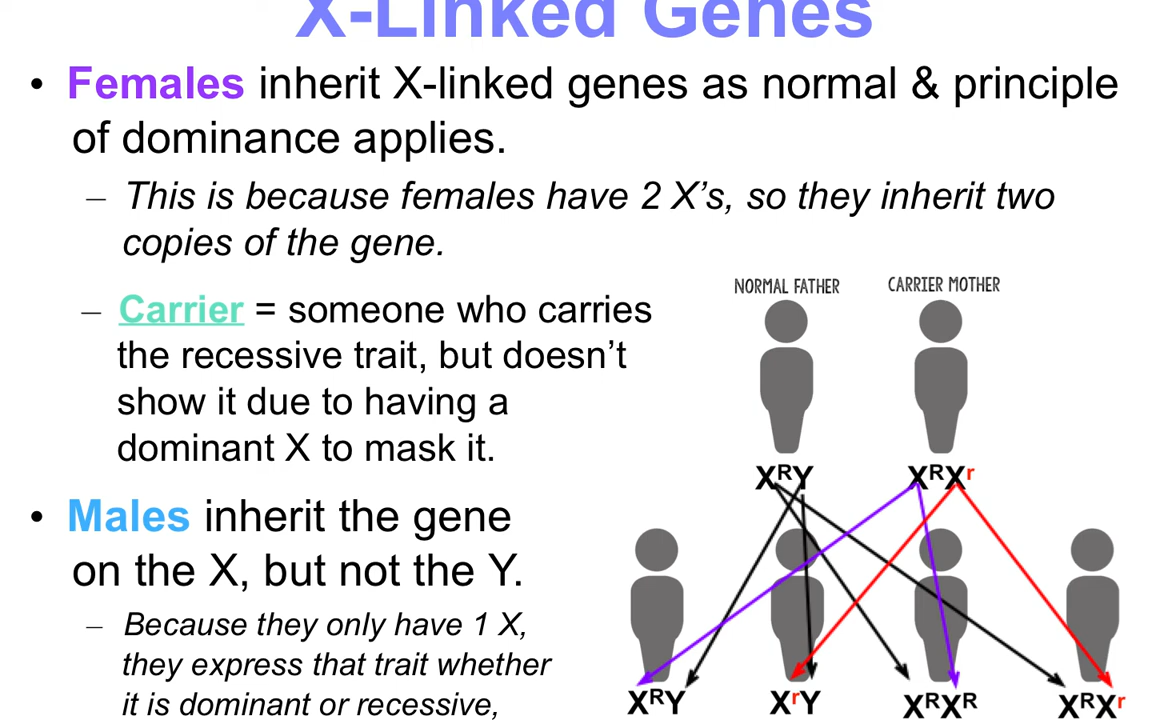 X-Linked Genes
• Females inherit X-linked genes as normal & principle
of dominance applies.
– This is because females have 2 X’s, so they inherit two
copies of the gene.
– Carrier = someone who carries
the recessive trait, but doesn’t
show it due to having a
dominant X to mask it.
• Males inherit the gene
on the X, but not the Y.
– Because they only have 1 X,
they express that trait whether
it is dominant or recessive,
NORMAL FATHER
CARRIER MOTHER
XᴿY
XᴿXʳ
XᴿY
XʳY
XᴿXᴿ
XᴿXʳ